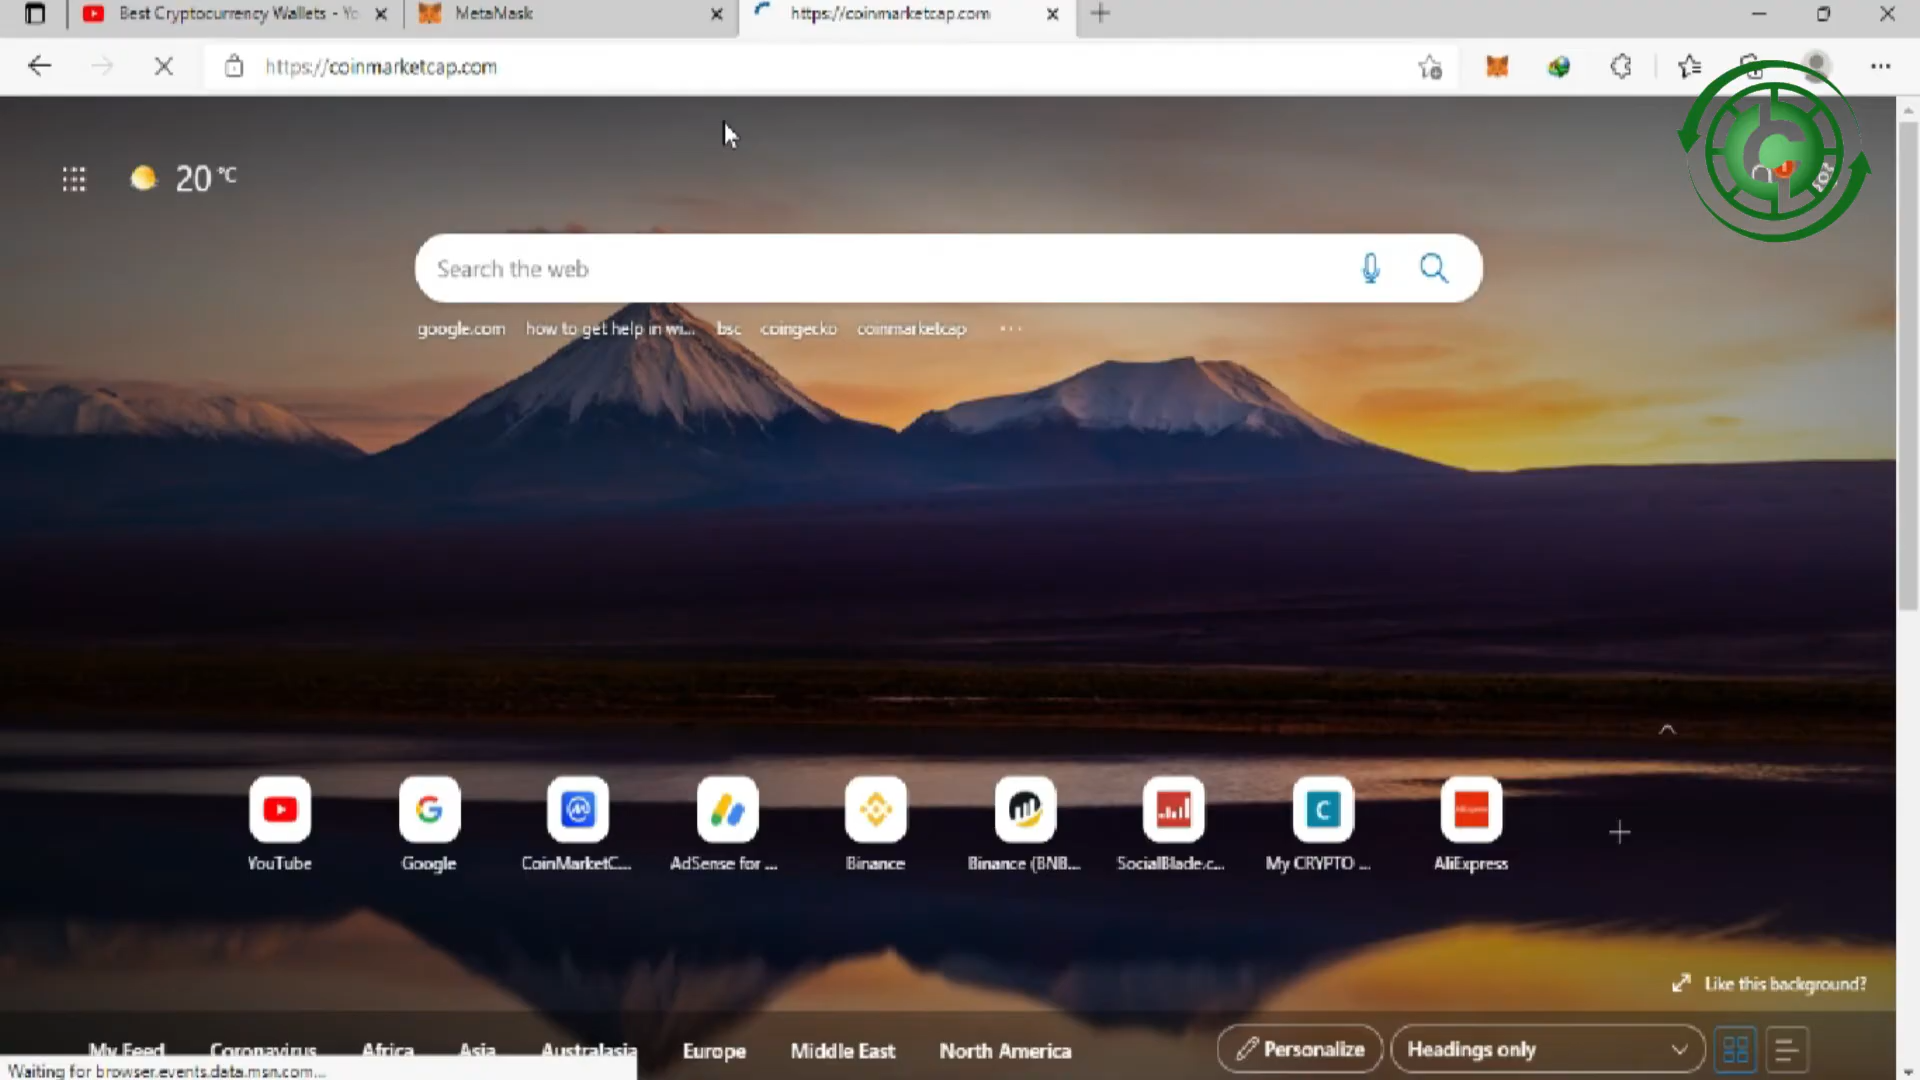 Best Cryptocurrency Wallets - Yo
MetaMask
https://coinmarketcap.com
https://coinmarketcap.com
20 °C
Search the web
google.com how to get help in wi... bsc coingecko coinmarketcap ...
YouTube
Google
CoinMarketC...
AdSense for ...
Binance
Binance (BNB...
SocialBlade.c...
My CRYPTO ...
AliExpress
Like this background?
My Feed Coronavirus Africa Asia Australasia Europe Middle East North America
Personalize
Headings only
Waiting for browser.events.data.msn.com...